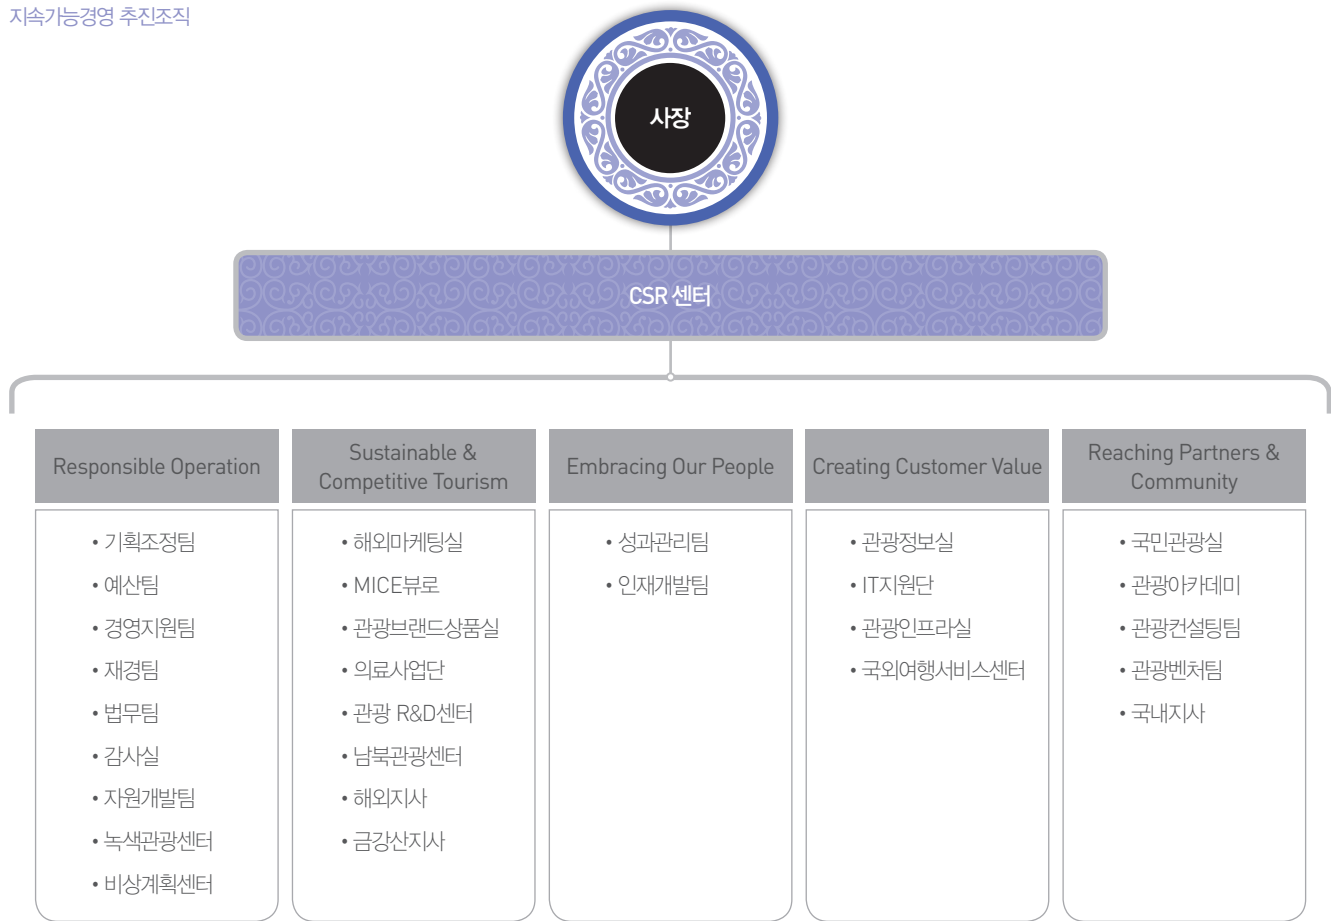 지속가능경영 추진조직
사장
CSR 센터
Responsible Operation
• 기획조정팀
• 예산팀
• 경영지원팀
• 재경팀
• 법무팀
• 감사실
• 자원개발팀
• 녹색관광센터
• 비상계획센터
Sustainable &
Competitive Tourism
• 해외마케팅실
• MICE뷰로
• 관광브랜드상품실
• 의료사업단
• 관광 R&D센터
• 남북관광센터
• 해외지사
• 금강산지사
Embracing Our People
• 성과관리팀
• 인재개발팀
Creating Customer Value
• 관광정보실
• IT지원단
• 관광인프라실
• 국외여행서비스센터
Reaching Partners &
Community
• 국민관광실
• 관광아카데미
• 관광컨설팅팀
• 관광벤처팀
• 국내지사